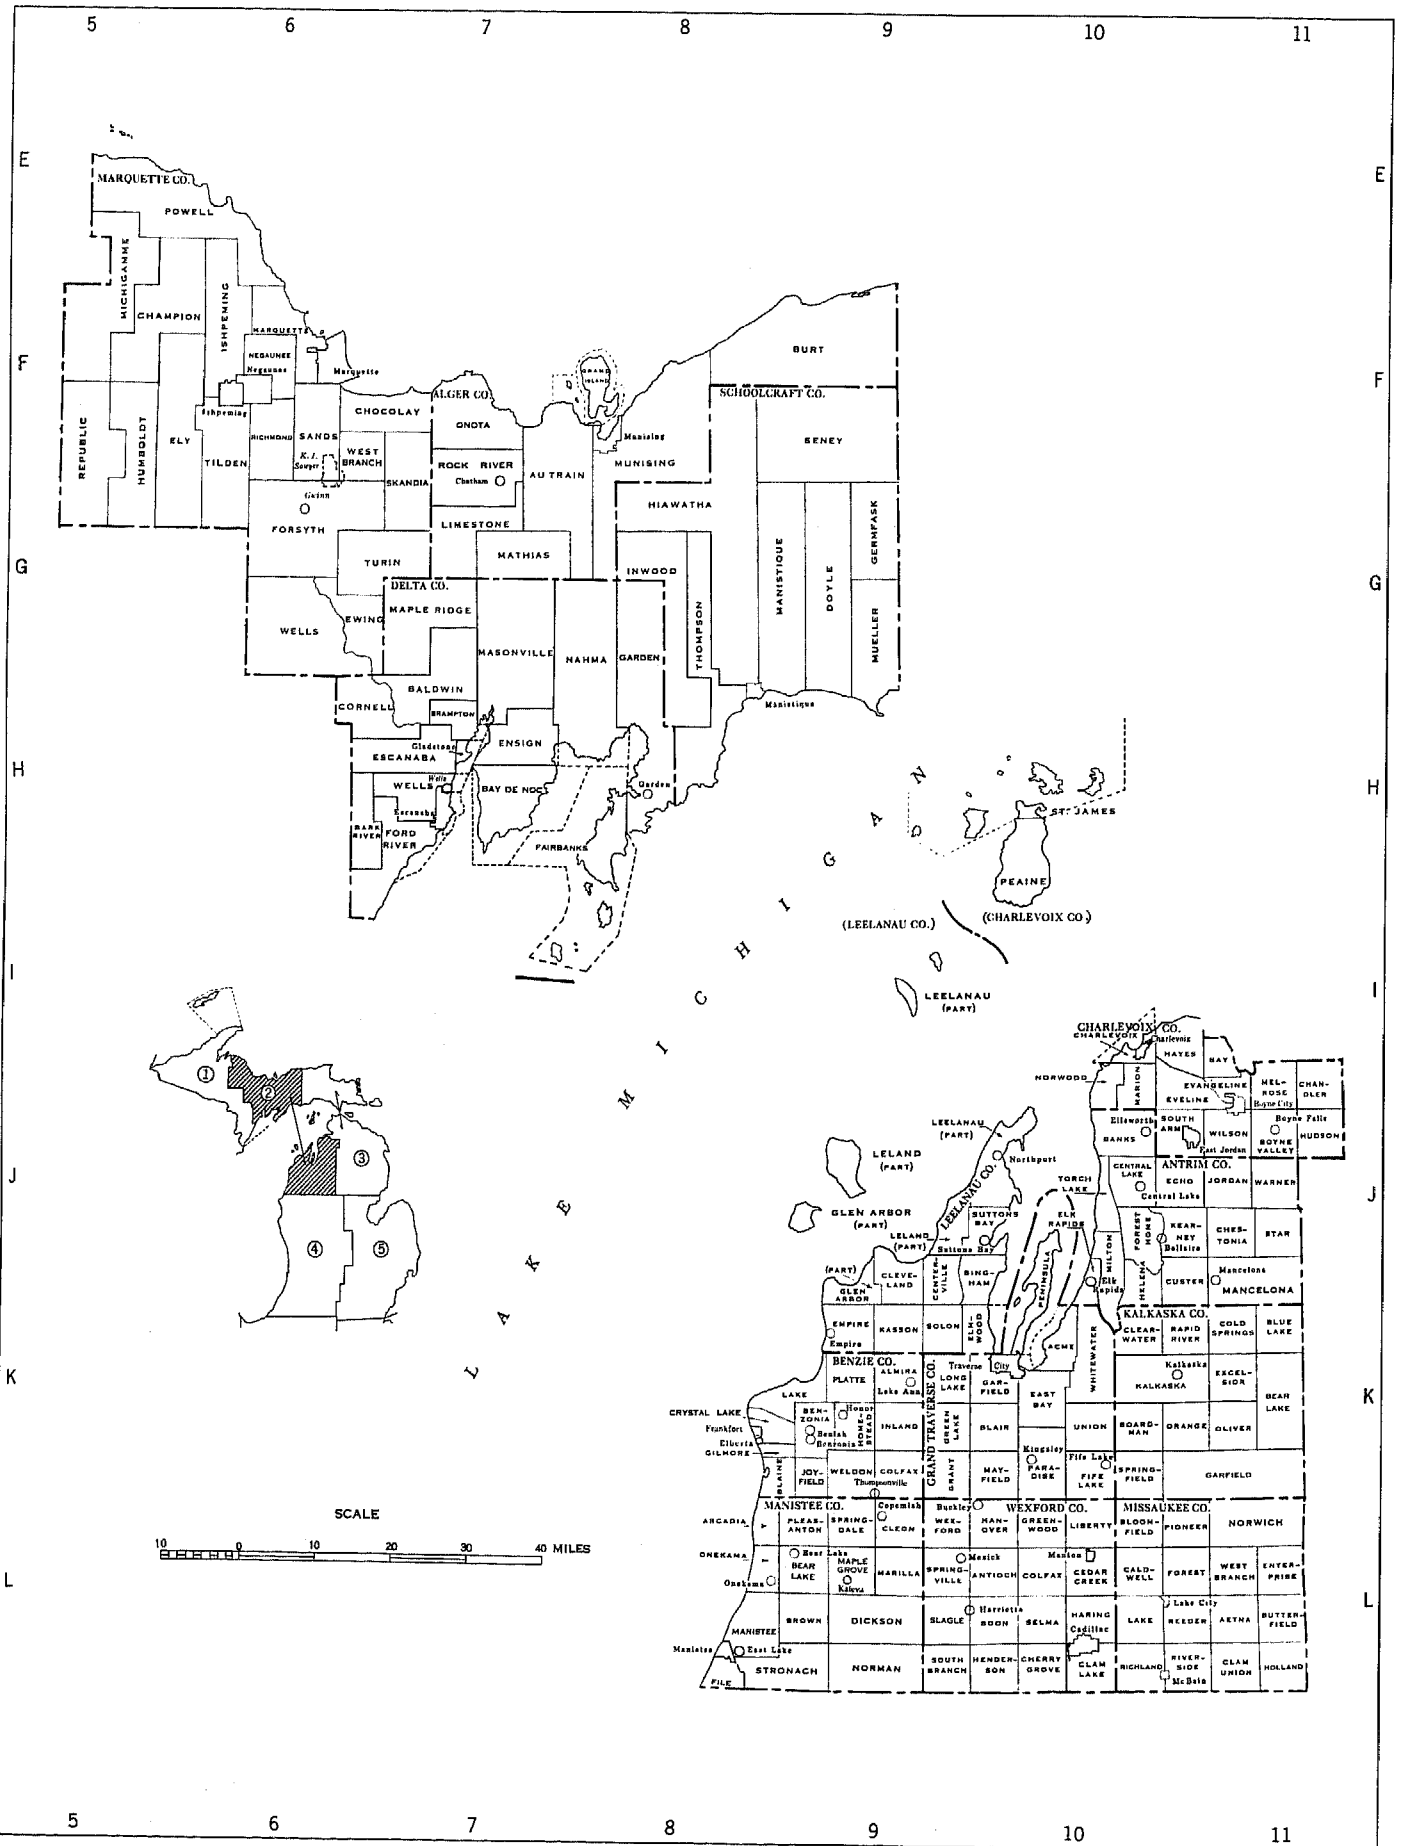 5 6 7 8 9 10 11
E E
MARQUETTE CO.
POWELL
MICHIGAMME
CHAMPION
ISHPEMING
MARQUETTE
NEGAUNEE
Negaunee
Marquette
BURT
GRAND
ISLAND
F F
ALGER CO.
SCHOOLCRAFT CO.
Ishpeming
CHOCOLAY
ONOTA
REPUBLIC
HUMBOLDT
ELY
TILDEN
RICHMOND
SANDS
K. I.
Sawyer
WEST
BRANCH
SKANDIA
ROCK RIVER
Chatham
AU TRAIN
Munising
MUNISING
SENEY
HIAWATHA
Gwinn
FORSYTH
LIMESTONE
MATHIAS
TURIN
INWOOD
MANISTIQUE
DOYLE
GERMFASK
MUELLER
THOMPSON
G G
DELTA CO.
MAPLE RIDGE
WELLS
EWING
MASONVILLE
NAHMA
GARDEN
BALDWIN
CORNELL
BRAMPTON
Manistique
Gladstone
ENSIGN
ESCANABA
H H
WELLS
Wells
BAY DE NOC
Garden
Escanaba
BARK
RIVER
FORD
RIVER
FAIRBANKS
ST. JAMES
PEAINE
(LEELANAU CO.)
(CHARLEVOIX CO.)
LAKE MICHIGAN
I I
LEELANAU
(PART)
1
2
3
4
5
CHARLEVOIX CO.
CHARLEVOIX
Charlevoix
HAYES
BAY
NORWOOD
MARION
EVANGELINE
EVELINE
MEL-
ROSE
Boyne City
CHAN-
DLER
LEELANAU
(PART)
Ellsworth
BANKS
SOUTH
ARM
East Jordan
WILSON
Boyne Falls
BOYNE
VALLEY
HUDSON
J J
LELAND
(PART)
Northport
LEELANAU CO.
TORCH
LAKE
CENTRAL
LAKE
Central Lake
ANTRIM CO.
ECHO
JORDAN
WARNER
GLEN ARBOR
(PART)
LELAND
(PART)
SUTTONS
BAY
Suttons Bay
ELK
RAPIDS
FOREST
HOME
KEAR-
NEY
Bellaire
CHES-
TONIA
STAR
(PART)
GLEN
ARBOR
CLEVE-
LAND
CENTER-
VILLE
BING-
HAM
PENINSULA
MILTON
Elk
Rapids
HELENA
CUSTER
Mancelona
MANCELONA
EMPIRE
Empire
KASSON
SOLON
ELM-
WOOD
ACME
WHITEWATER
KALKASKA CO.
CLEAR-
WATER
RAPID
RIVER
COLD
SPRINGS
BLUE
LAKE
K K
BENZIE CO.
PLATTE
ALMIRA
Lake Ann
GRAND TRAVERSE CO.
Traverse City
LONG
LAKE
GAR-
FIELD
EAST
BAY
Kalkaska
KALKASKA
EXCEL-
SIOR
BEAR
LAKE
LAKE
CRYSTAL LAKE
Frankfort
Elberta
GILMORE
BEN-
ZONIA
Honor
Beulah
Benzonia
HOME-
STEAD
INLAND
GREEN
LAKE
BLAIR
UNION
BOARD-
MAN
ORANGE
OLIVER
BLAINE
JOY-
FIELD
WELDON
COLFAX
Thompsonville
GRANT
MAY-
FIELD
Kingsley
PARA-
DISE
Fife Lake
FIFE
LAKE
SPRING-
FIELD
GARFIELD
MANISTEE CO.
Copemish
Buckley
WEXFORD CO.
MISSAUKEE CO.
SCALE
10 0 10 20 30 40 MILES
ARCADIA
PLEAS-
ANTON
SPRING-
DALE
CLEON
WEX-
FORD
HAN-
OVER
GREEN-
WOOD
LIBERTY
BLOOM-
FIELD
PIONEER
NORWICH
ONEKAMA
Onekama
Bear Lake
BEAR
LAKE
MAPLE
GROVE
Kaleva
MARILLA
SPRING-
VILLE
Mesick
ANTIOCH
COLFAX
Manton
CEDAR
CREEK
CALD-
WELL
FOREST
WEST
BRANCH
ENTER-
PRISE
L L
MANISTEE
BROWN
DICKSON
SLAGLE
Harrietta
BOON
SELMA
HARING
Cadillac
LAKE
Lake City
REEDER
AETNA
BUTTER-
FIELD
Manistee
East Lake
STRONACH
FILE
NORMAN
SOUTH
BRANCH
HENDER-
SON
CHERRY
GROVE
CLAM
LAKE
RICHLAND
RIVER-
SIDE
McBain
CLAM
UNION
HOLLAND
5 6 7 8 9 10 11